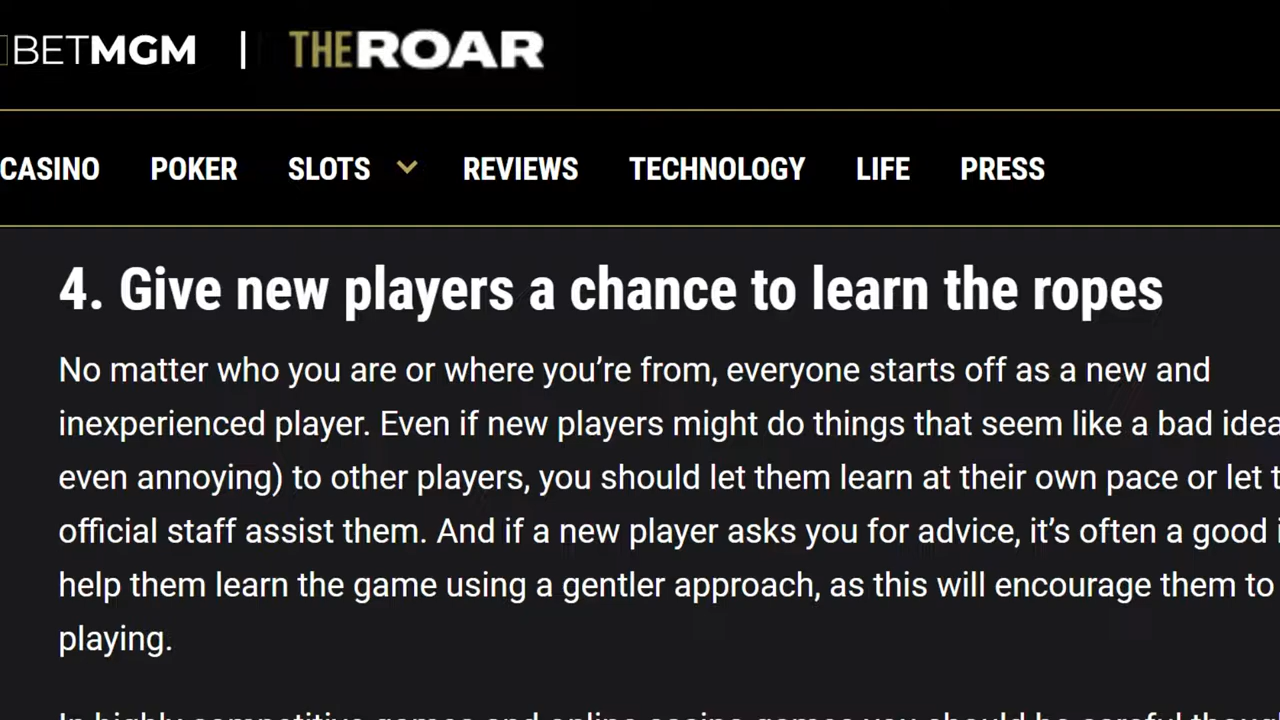 BETMGM | THE ROAR
CASINO POKER SLOTS REVIEWS TECHNOLOGY LIFE PRESS
4. Give new players a chance to learn the ropes
No matter who you are or where you’re from, everyone starts off as a new and
inexperienced player. Even if new players might do things that seem like a bad idea
even annoying) to other players, you should let them learn at their own pace or let
official staff assist them. And if a new player asks you for advice, it’s often a good
help them learn the game using a gentler approach, as this will encourage them to
playing.